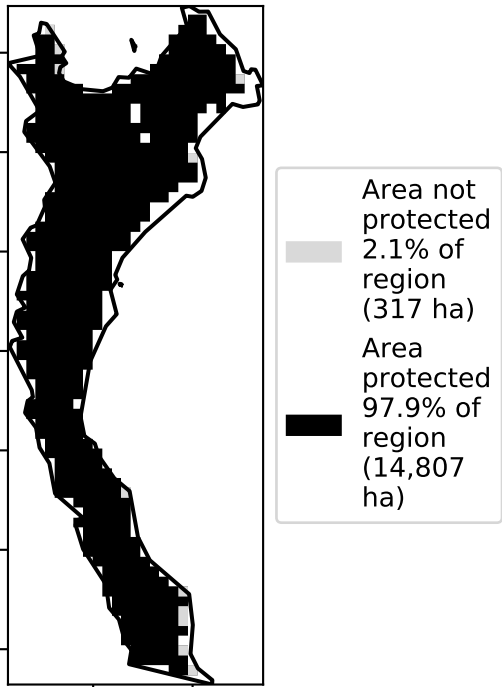 Area not
protected
2.1% of
region
(317 ha)
Area
protected
97.9% of
region
(14,807
ha)